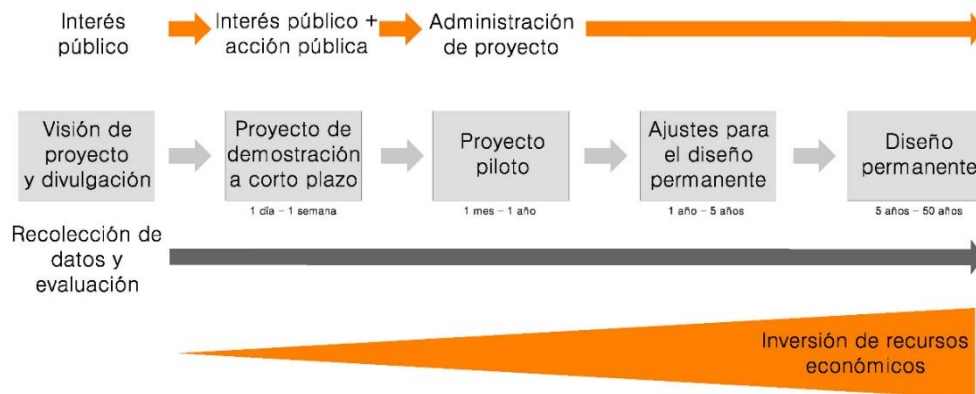 Interés
público
Interés público +
acción pública
Administración
de proyecto
Visión de
proyecto
y divulgación
Proyecto de
demostración
a corto plazo
Proyecto
piloto
Ajustes para
el diseño
permanente
Diseño
permanente
1 día – 1 semana
1 mes – 1 año
1 año – 5 años
5 años – 50 años
Recolección de
datos y
evaluación
Inversión de recursos
económicos